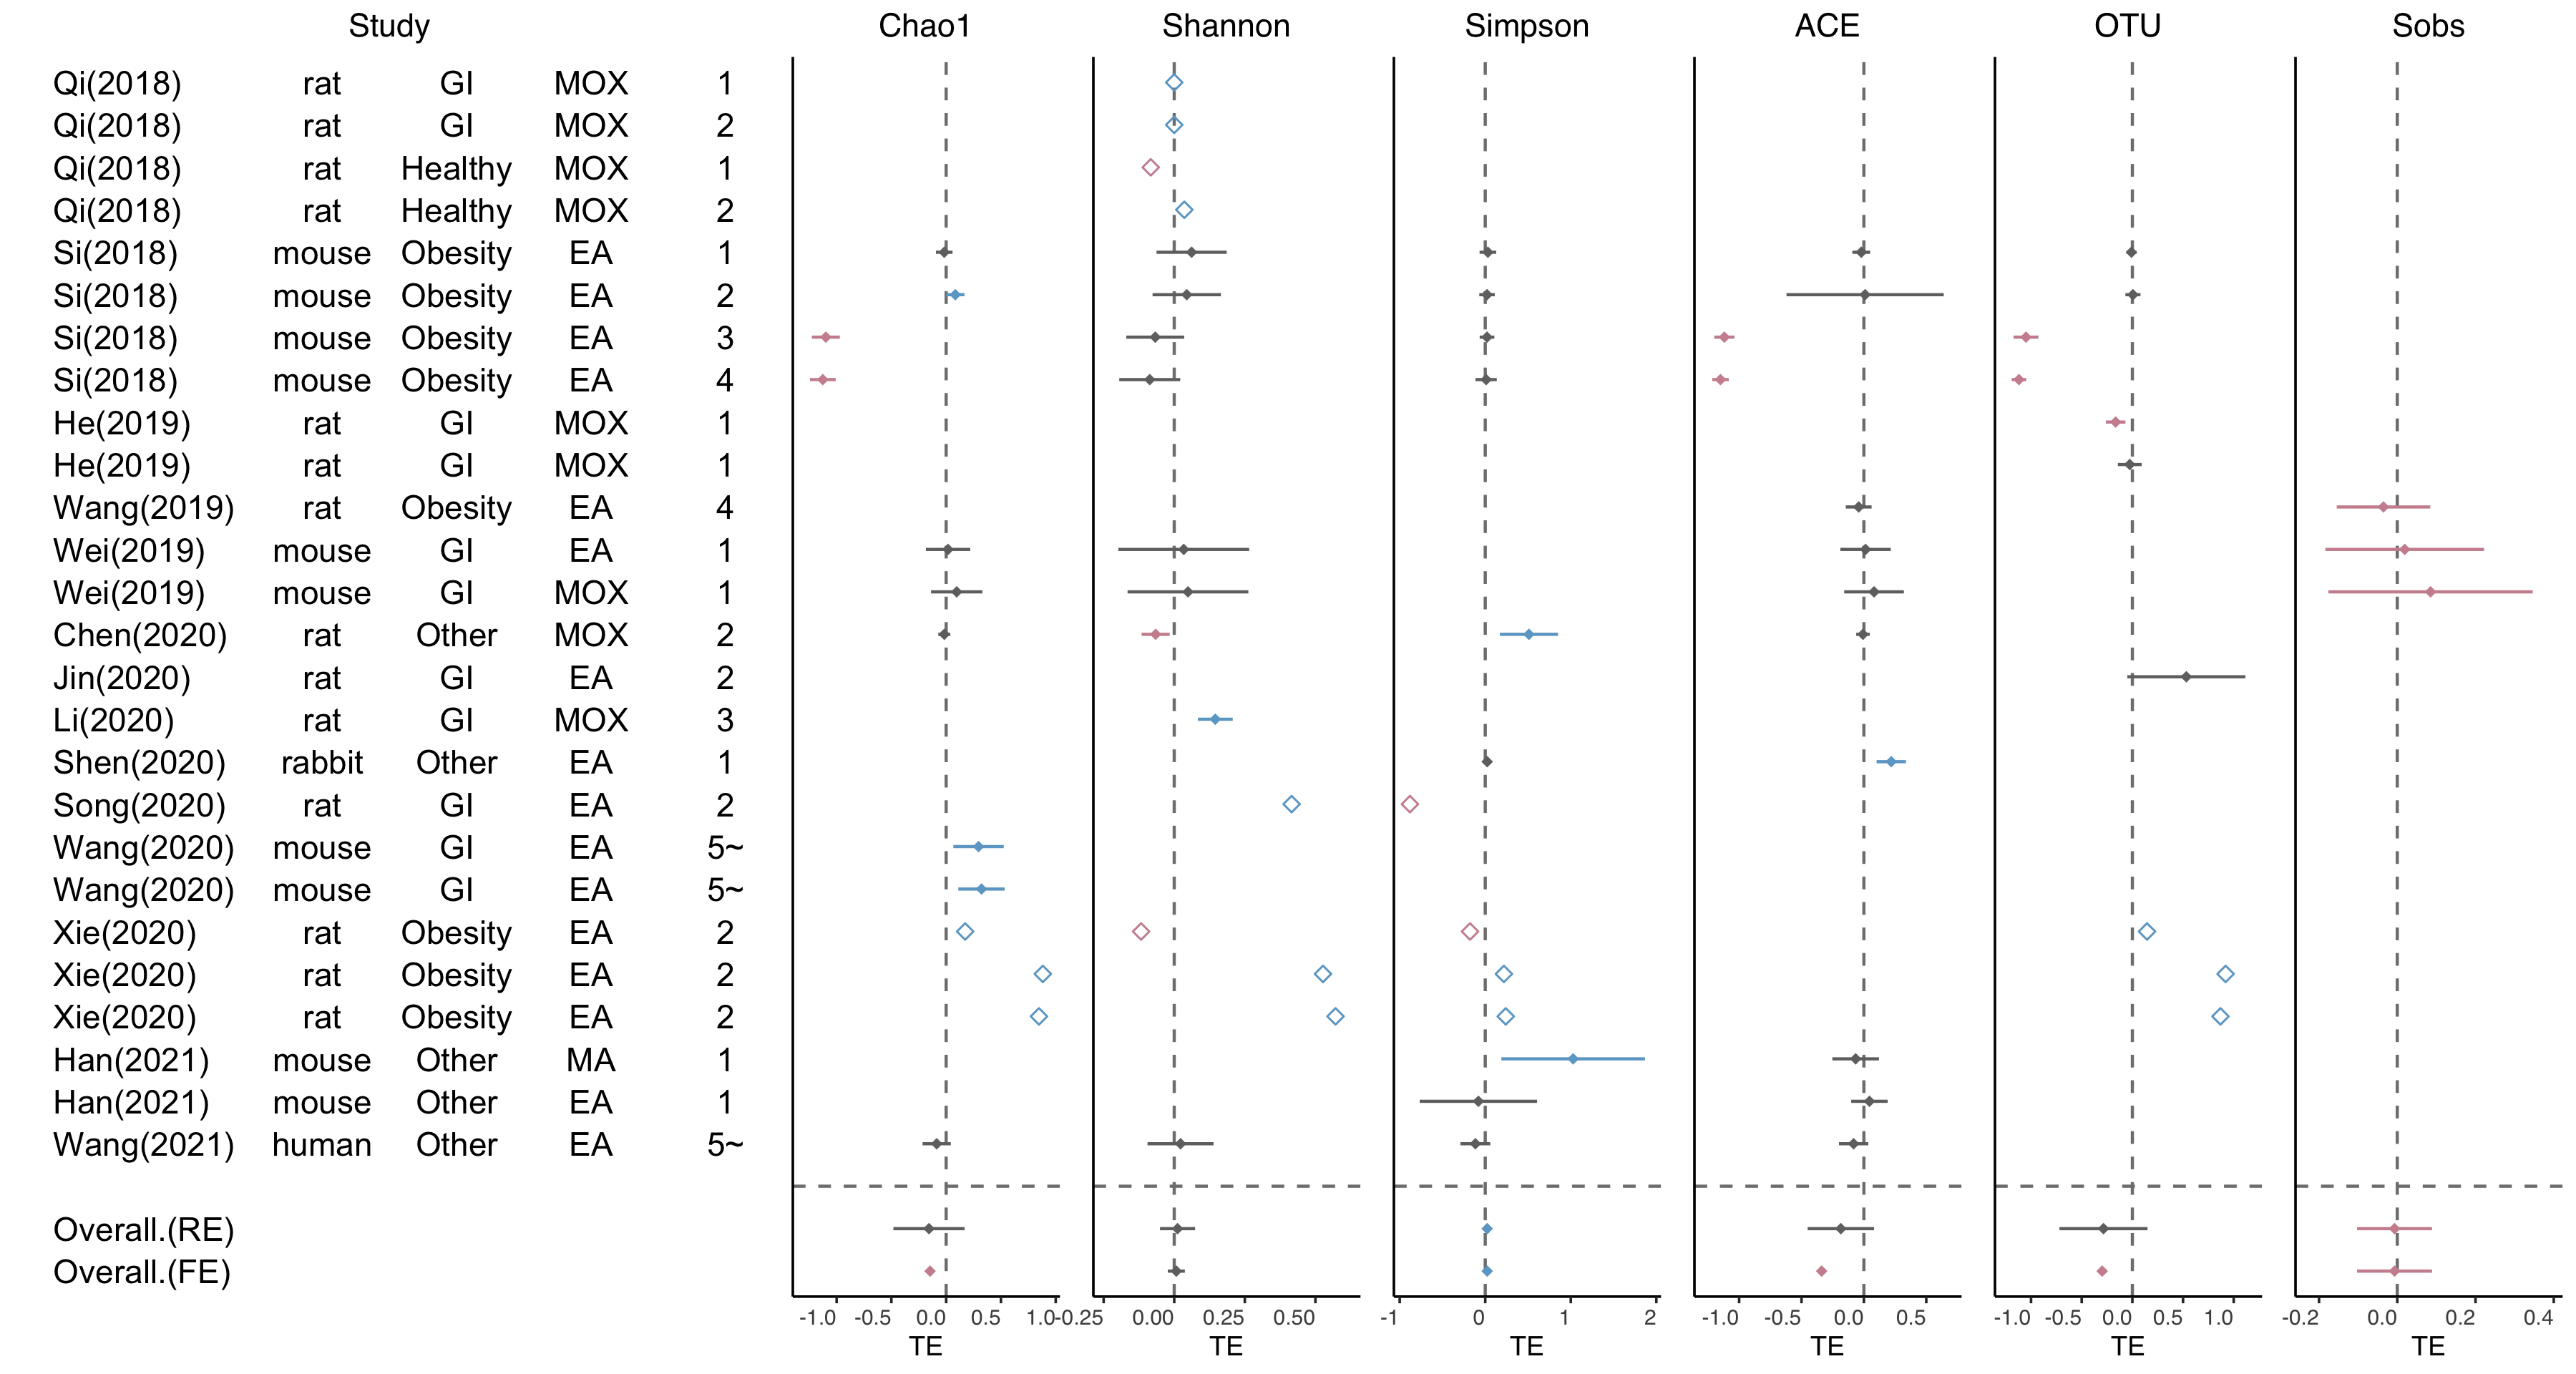 Study Chao1 Shannon Simpson ACE OTU Sobs
Qi(2018) rat GI MOX 1
Qi(2018) rat GI MOX 2
Qi(2018) rat Healthy MOX 1
Qi(2018) rat Healthy MOX 2
Si(2018) mouse Obesity EA 1
Si(2018) mouse Obesity EA 2
Si(2018) mouse Obesity EA 3
Si(2018) mouse Obesity EA 4
He(2019) rat GI MOX 1
He(2019) rat GI MOX 1
Wang(2019) rat Obesity EA 4
Wei(2019) mouse GI EA 1
Wei(2019) mouse GI MOX 1
Chen(2020) rat Other MOX 2
Jin(2020) rat GI EA 2
Li(2020) rat GI MOX 3
Shen(2020) rabbit Other EA 1
Song(2020) rat GI EA 2
Wang(2020) mouse GI EA 5~
Wang(2020) mouse GI EA 5~
Xie(2020) rat Obesity EA 2
Xie(2020) rat Obesity EA 2
Xie(2020) rat Obesity EA 2
Han(2021) mouse Other MA 1
Han(2021) mouse Other EA 1
Wang(2021) human Other EA 5~
Overall.(RE)
Overall.(FE)
-1.0 -0.5 0.0 0.5 1.0 -0.25 0.00 0.25 0.50 -1 0 1 2 -1.0 -0.5 0.0 0.5 -1.0 -0.5 0.0 0.5 1.0 -0.2 0.0 0.2 0.4
TE TE TE TE TE TE